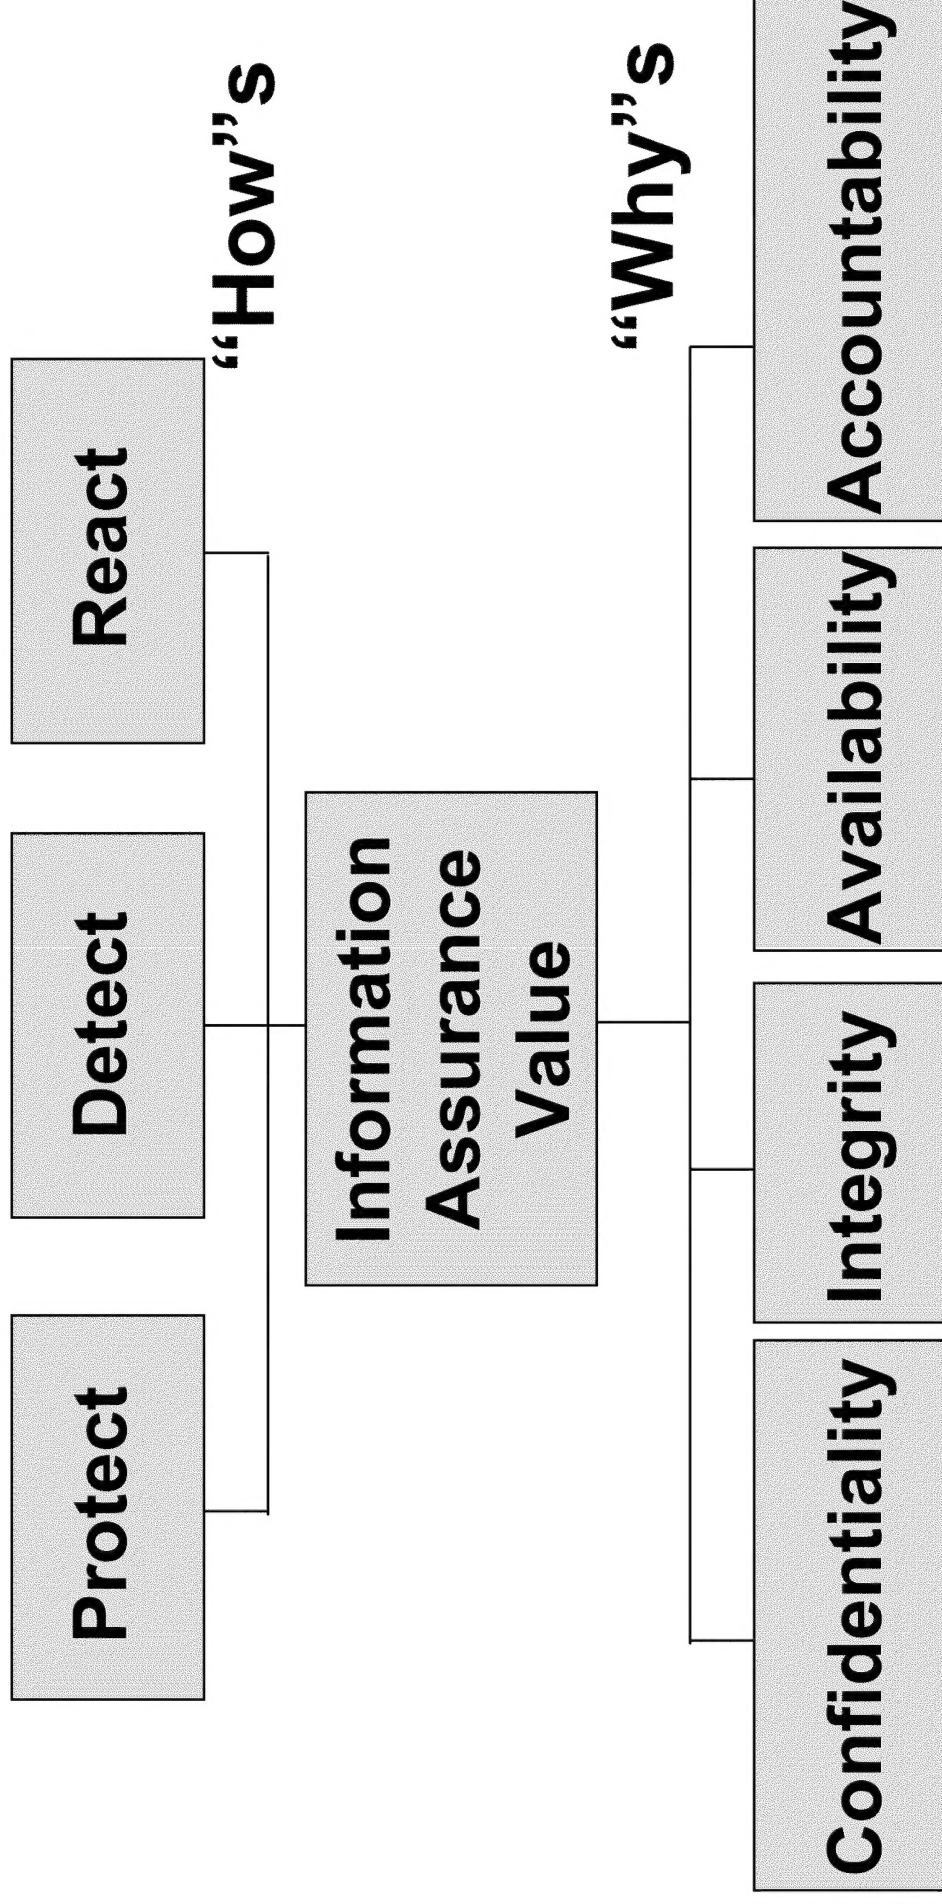 Protect
Detect
React
“How”s
Information
Assurance
Value
“Why”s
Confidentiality
Integrity
Availability
Accountability